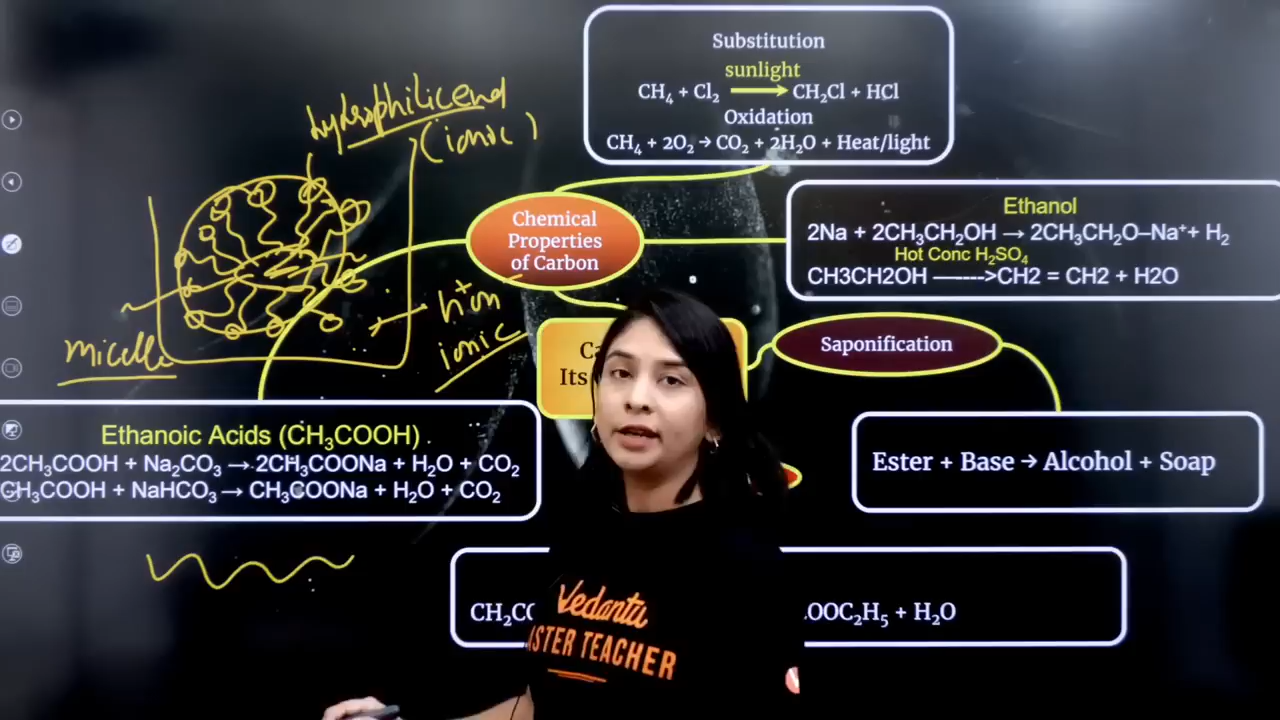 Substitution
sunlight
CH₄ + Cl₂ → CH₂Cl + HCl
Oxidation
CH₄ + 2O₂ → CO₂ + 2H₂O + Heat/light
hydrophilic end
(ionic)
Chemical
Properties
of Carbon
Ethanol
2Na + 2CH₃CH₂OH → 2CH₃CH₂O–Na⁺+ H₂
Hot Conc H₂SO₄
CH3CH2OH ----->CH2 = CH2 + H2O
ionic
micelle
Its
Saponification
Ester + Base → Alcohol + Soap
Ethanoic Acids (CH₃COOH)
2CH₃COOH + Na₂CO₃ → 2CH₃COONa + H₂O + CO₂
CH₃COOH + NaHCO₃ → CH₃COONa + H₂O + CO₂
OOC₂H₅ + H₂O
Vedantu
TEACHER